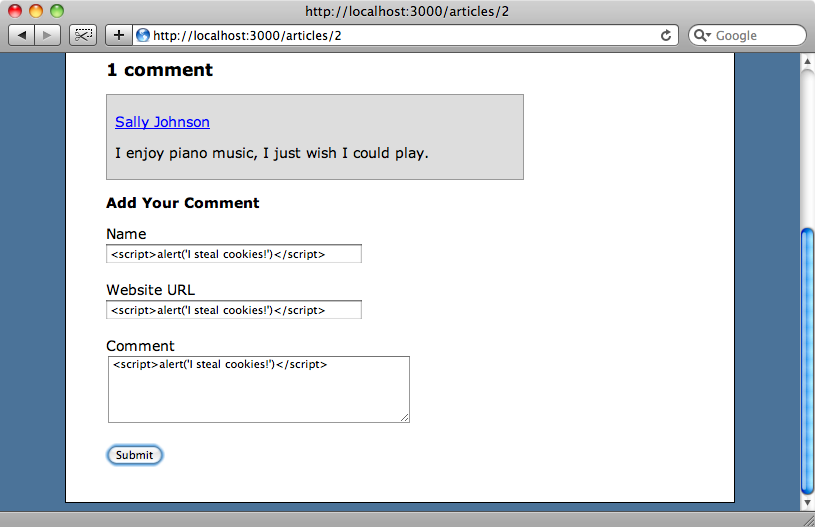 http://localhost:3000/articles/2
http://localhost:3000/articles/2
Google
1 comment
Sally Johnson
I enjoy piano music, I just wish I could play.
Add Your Comment
Name
<script>alert('I steal cookies!')</script>
Website URL
<script>alert('I steal cookies!')</script>
Comment
<script>alert('I steal cookies!')</script>
Submit